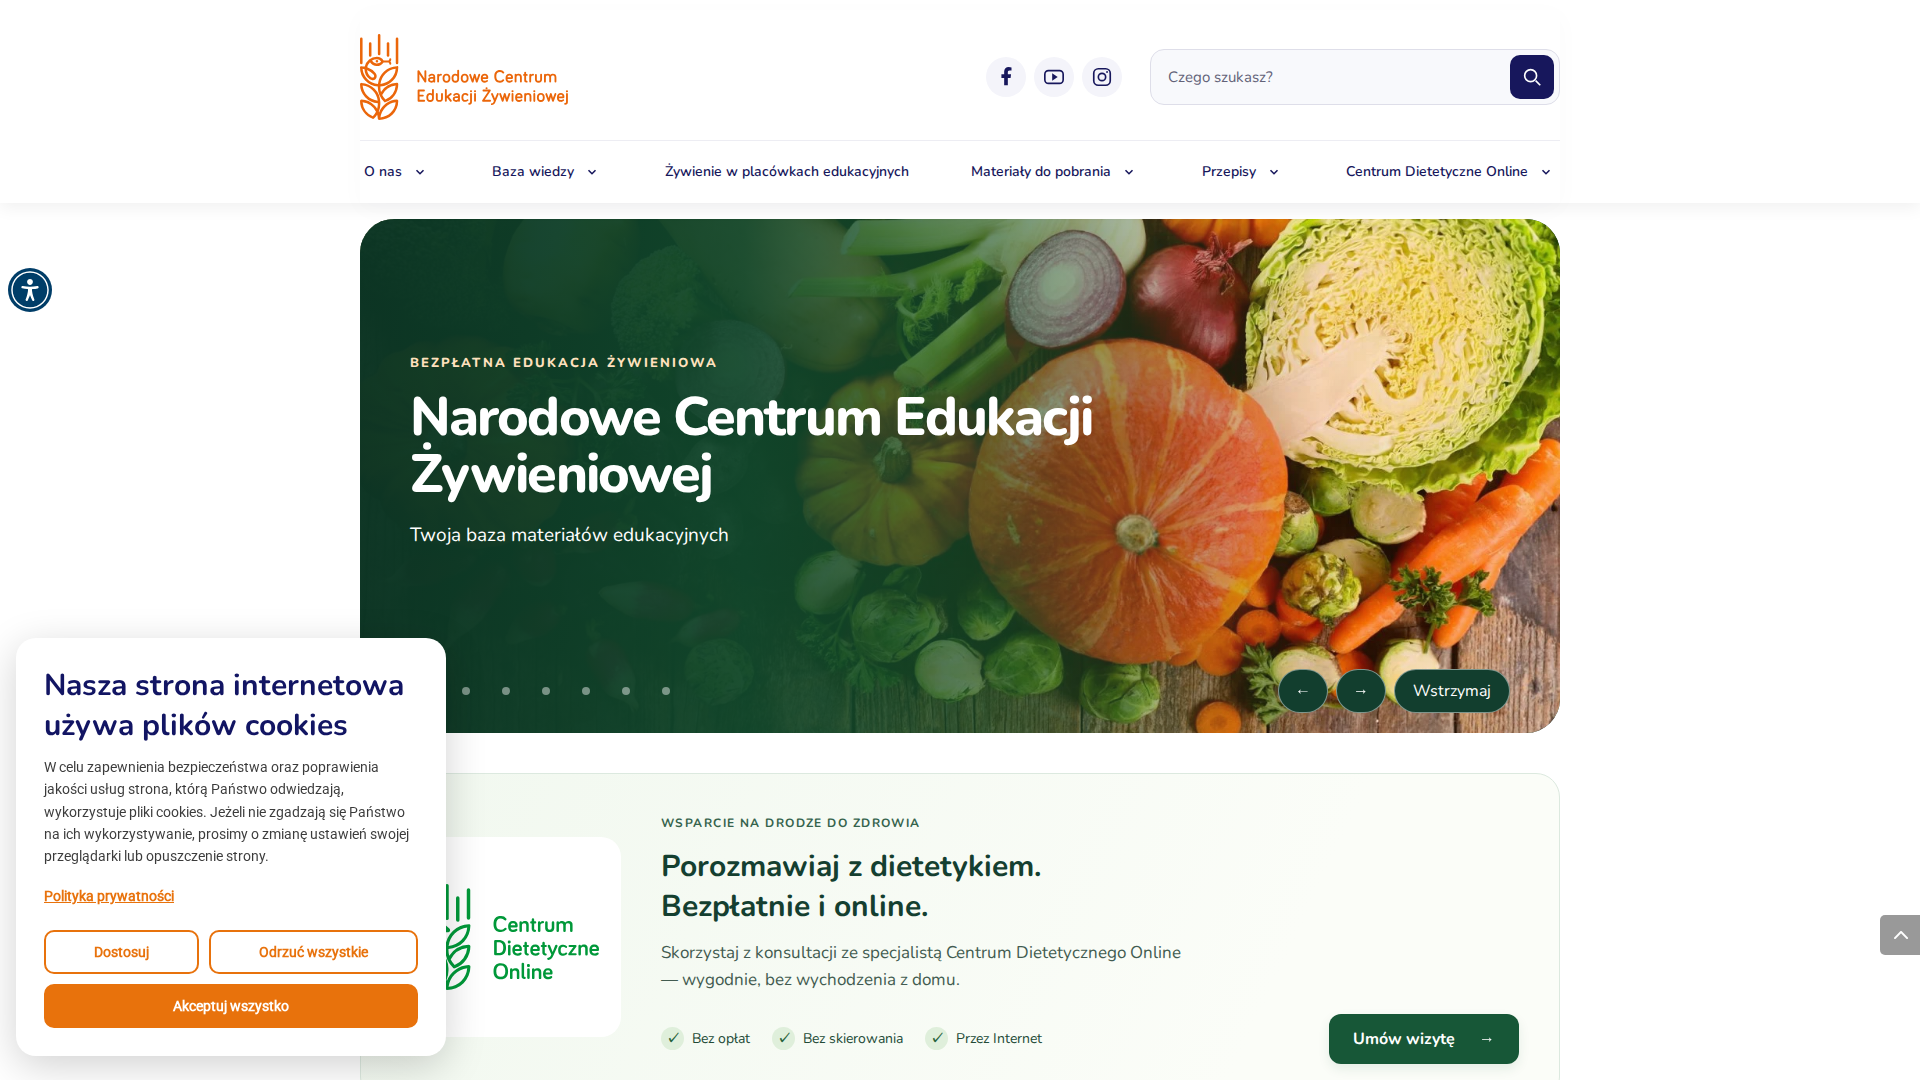 Narodowe Centrum
Edukacji Żywieniowej
Czego szukasz?
O nas
Baza wiedzy
Żywienie w placówkach edukacyjnych
Materiały do pobrania
Przepisy
Centrum Dietetyczne Online
BEZPŁATNA EDUKACJA ŻYWIENIOWA
Narodowe Centrum Edukacji
Żywieniowej
Twoja baza materiałów edukacyjnych
← → Wstrzymaj
Nasza strona internetowa
używa plików cookies
W celu zapewnienia bezpieczeństwa oraz poprawienia
jakości usług strona, którą Państwo odwiedzają,
wykorzystuje pliki cookies. Jeżeli nie zgadzają się Państwo
na ich wykorzystywanie, prosimy o zmianę ustawień swojej
przeglądarki lub opuszczenie strony.
Polityka prywatności
Dostosuj
Odrzuć wszystkie
Akceptuj wszystko
Centrum
Dietetyczne
Online
WSPARCIE NA DRODZE DO ZDROWIA
Porozmawiaj z dietetykiem.
Bezpłatnie i online.
Skorzystaj z konsultacji ze specjalistą Centrum Dietetycznego Online
— wygodnie, bez wychodzenia z domu.
✓ Bez opłat
✓ Bez skierowania
✓ Przez Internet
Umów wizytę →